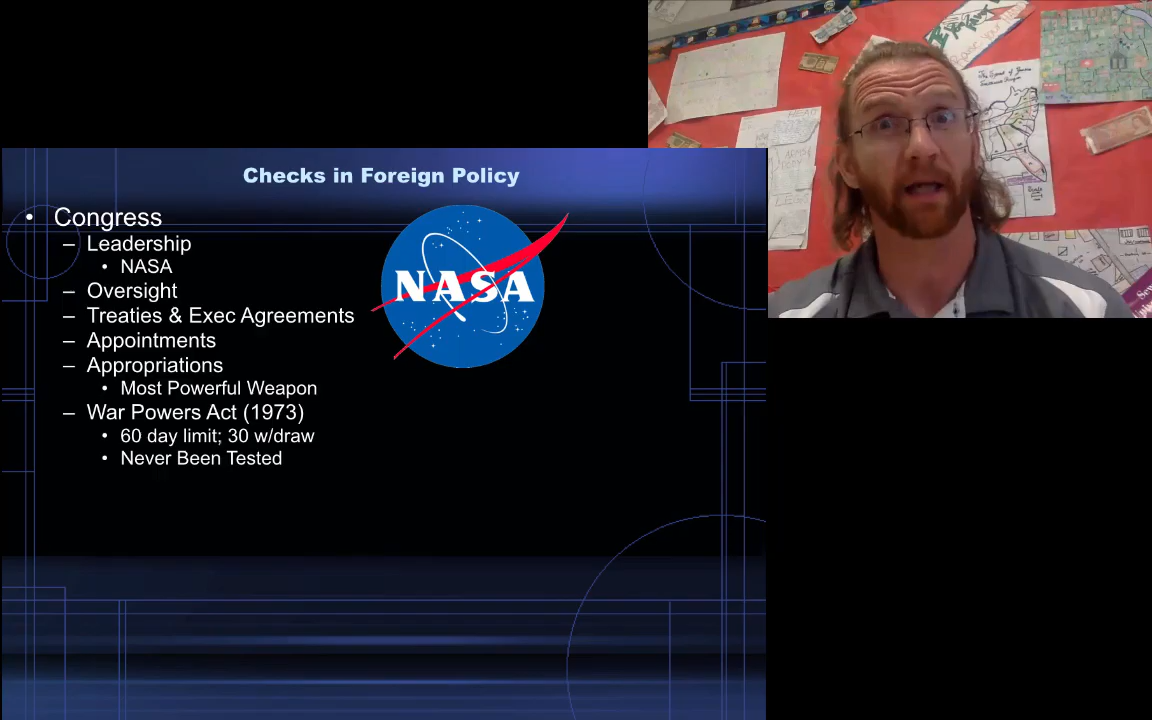 Checks in Foreign Policy
• Congress
– Leadership
• NASA
– Oversight
– Treaties & Exec Agreements
– Appointments
– Appropriations
• Most Powerful Weapon
– War Powers Act (1973)
• 60 day limit; 30 w/draw
• Never Been Tested
NASA